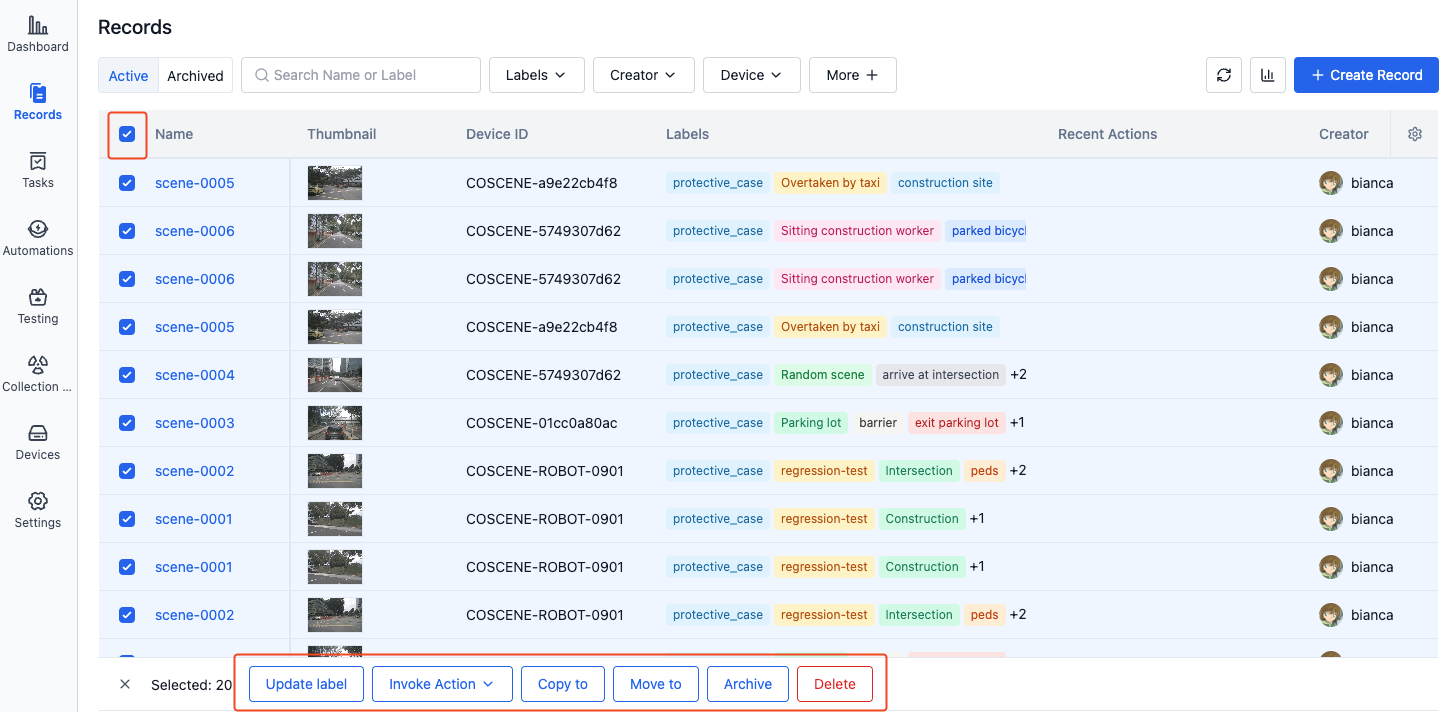 Records
Dashboard
Active Archived Search Name or Label Labels Creator Device More Create Record
Records
Name Thumbnail Device ID Labels Recent Actions Creator
Tasks
scene-0005 COSCENE-a9e22cb4f8 protective_case Overtaken by taxi construction site bianca
scene-0006 COSCENE-5749307d62 protective_case Sitting construction worker parked bicycl bianca
Automations
scene-0006 COSCENE-5749307d62 protective_case Sitting construction worker parked bicycl bianca
Testing
scene-0005 COSCENE-a9e22cb4f8 protective_case Overtaken by taxi construction site bianca
scene-0004 COSCENE-5749307d62 protective_case Random scene arrive at intersection +2 bianca
Collection ...
scene-0003 COSCENE-01cc0a80ac protective_case Parking lot barrier exit parking lot +1 bianca
Devices
scene-0002 COSCENE-ROBOT-0901 protective_case regression-test Intersection peds +2 bianca
scene-0001 COSCENE-ROBOT-0901 protective_case regression-test Construction +1 bianca
Settings
scene-0001 COSCENE-ROBOT-0901 protective_case regression-test Construction +1 bianca
scene-0002 COSCENE-ROBOT-0901 protective_case regression-test Intersection peds +2 bianca
Selected: 20 Update label Invoke Action Copy to Move to Archive Delete